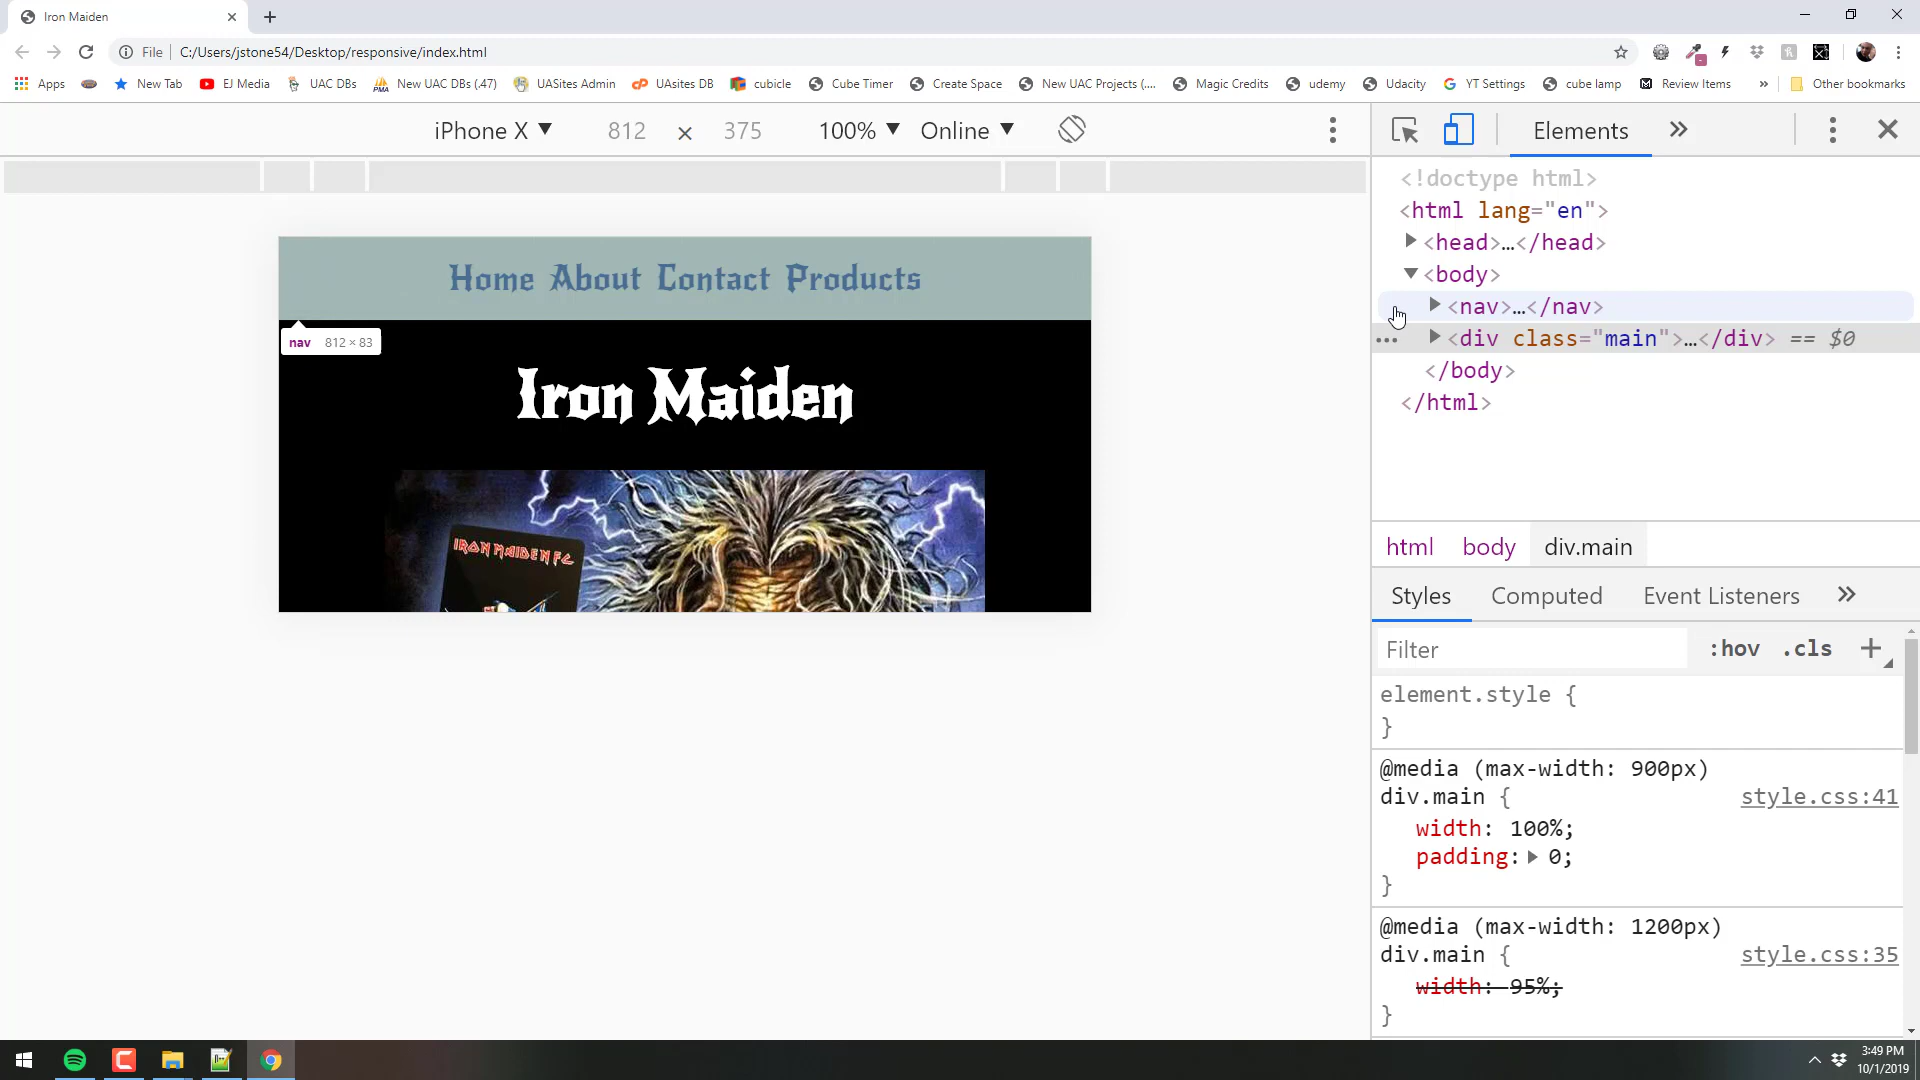 Iron Maiden
File C:/Users/jstone54/Desktop/responsive/index.html
Apps New Tab EJ Media UAC DBs New UAC DBs (.47) UASites Admin UAsites DB cubicle Cube Timer Create Space New UAC Projects (.... Magic Credits udemy Udacity YT Settings cube lamp Review Items » Other bookmarks
iPhone X 812 × 375 100% Online
Home About Contact Products
nav 812 × 83
Iron Maiden
IRON MAIDEN FC
Elements »
<!doctype html>
<html lang="en">
<head>…</head>
<body>
<nav>…</nav>
<div class="main">…</div> == $0
</body>
</html>
html body div.main
Styles Computed Event Listeners »
Filter :hov .cls +
element.style {
}
@media (max-width: 900px)
div.main { style.css:41
width: 100%;
padding: 0;
}
@media (max-width: 1200px)
div.main { style.css:35
width: 95%;
}
3:49 PM
10/1/2019